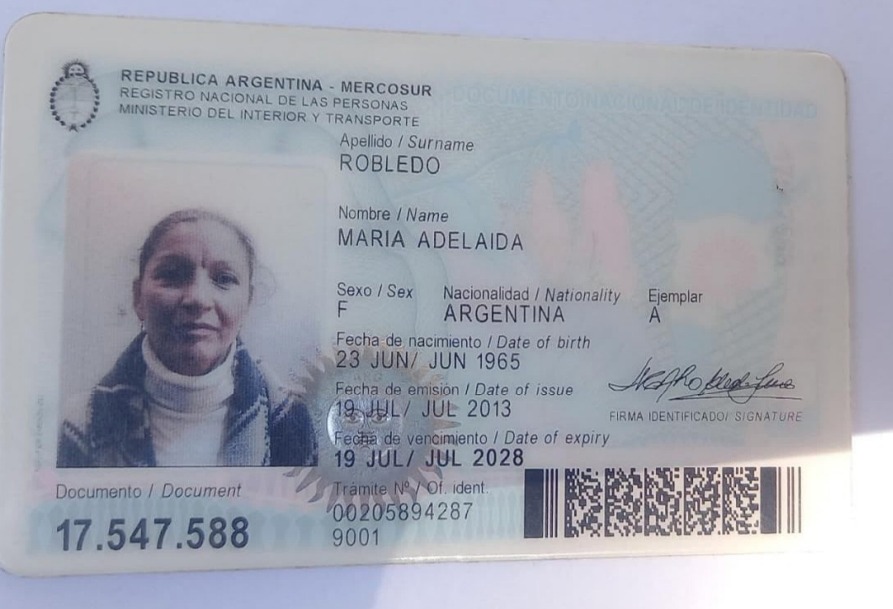 REPUBLICA ARGENTINA - MERCOSUR
REGISTRO NACIONAL DE LAS PERSONAS
MINISTERIO DEL INTERIOR Y TRANSPORTE
DOCUMENTO NACIONAL DE IDENTIDAD
Apellido / Surname
ROBLEDO
Nombre / Name
MARIA ADELAIDA
Sexo / Sex Nacionalidad / Nationality Ejemplar
F ARGENTINA A
Fecha de nacimiento / Date of birth
23 JUN/ JUN 1965
Fecha de emisión / Date of issue
19 JUL/ JUL 2013
FIRMA IDENTIFICADO/ SIGNATURE
Fecha de vencimiento / Date of expiry
19 JUL/ JUL 2028
Documento / Document
17.547.588
Trámite Nº / Of. ident.
00205894287
9001